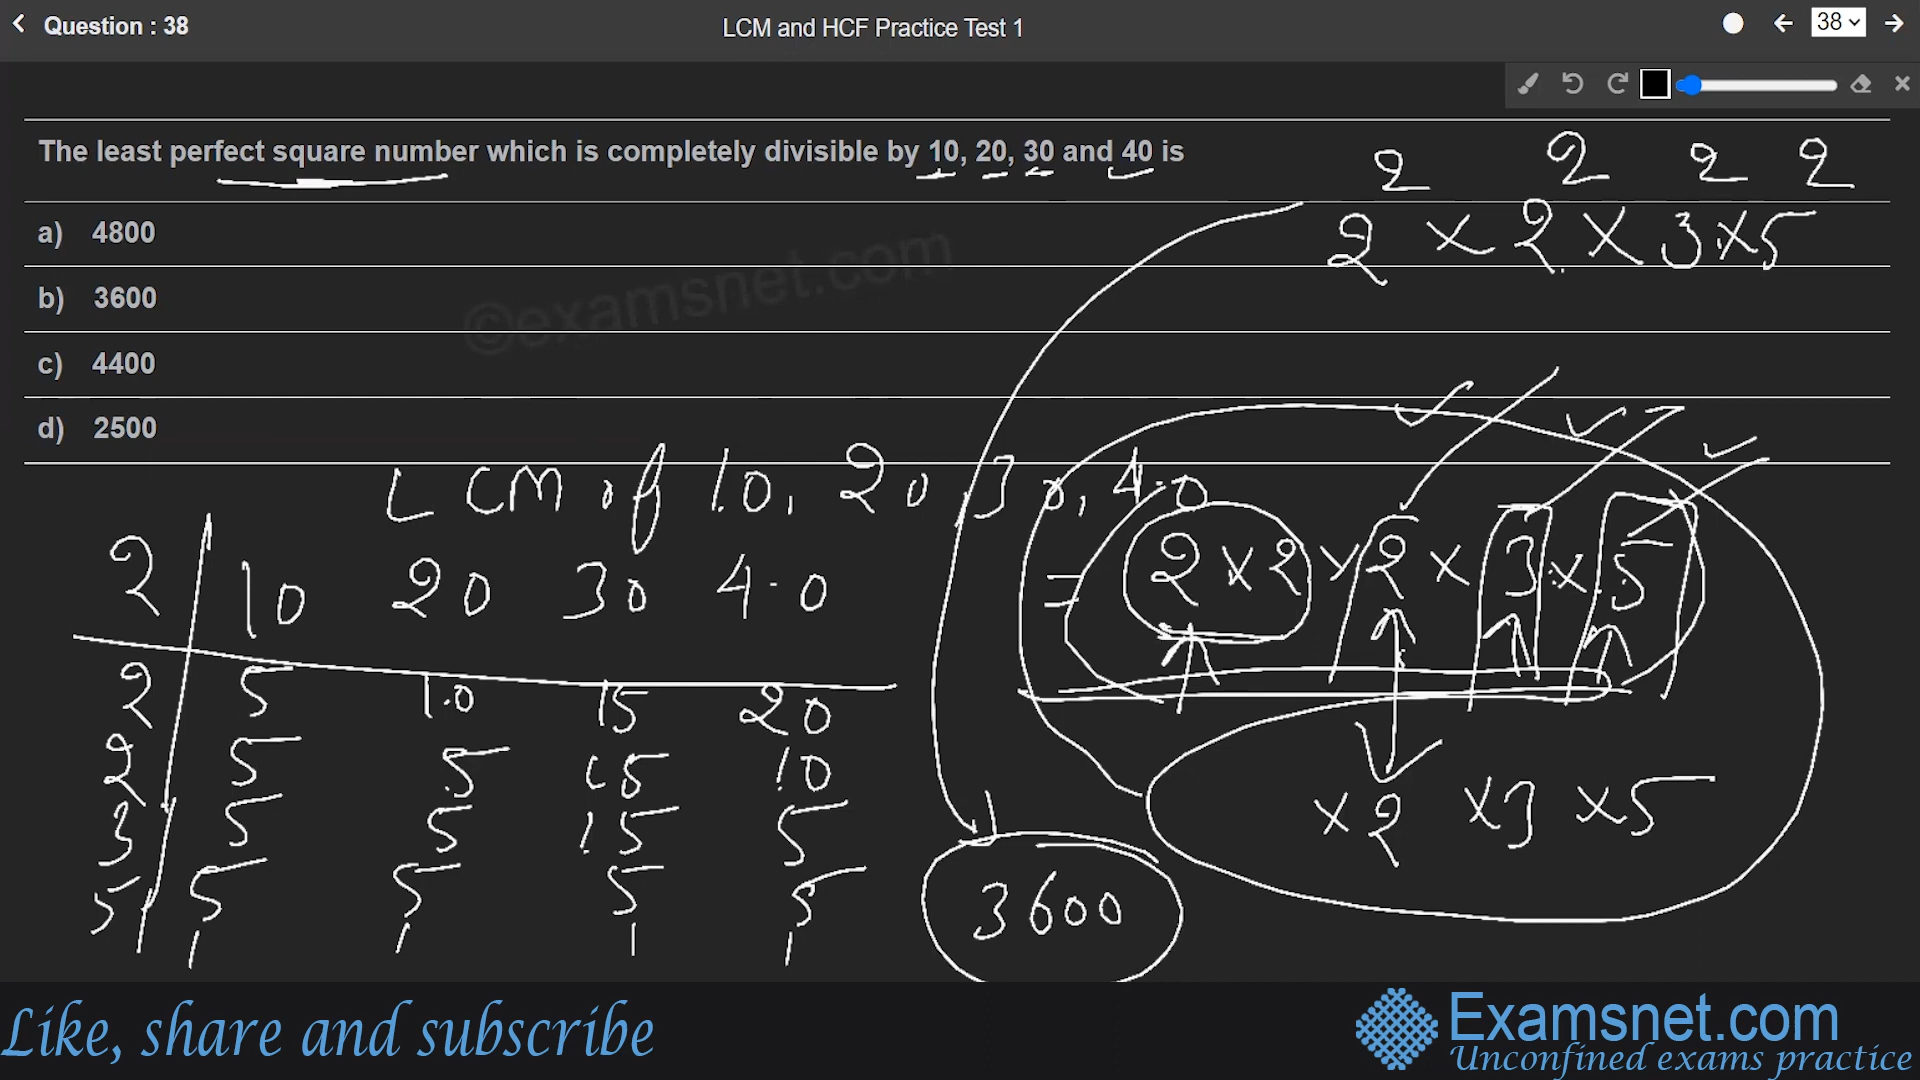 Question : 38
LCM and HCF Practice Test 1
38
The least perfect square number which is completely divisible by 10, 20, 30 and 40 is
2 2 2 2
2 × 2 × 3 × 5
a) 4800
b) 3600
c) 4400
d) 2500
©examsnet.com
LCM of 10, 20, 30, 40
= 2 × 2 × 2 × 3 × 5
× 2 × 3 × 5
2 10 20 30 40
2 5 10 15 20
2 5 5 15 10
3 5 5 15 5
5 5 5 5 5
1 1 1 1
3600
Like, share and subscribe
Examsnet.com
Unconfined exams practice